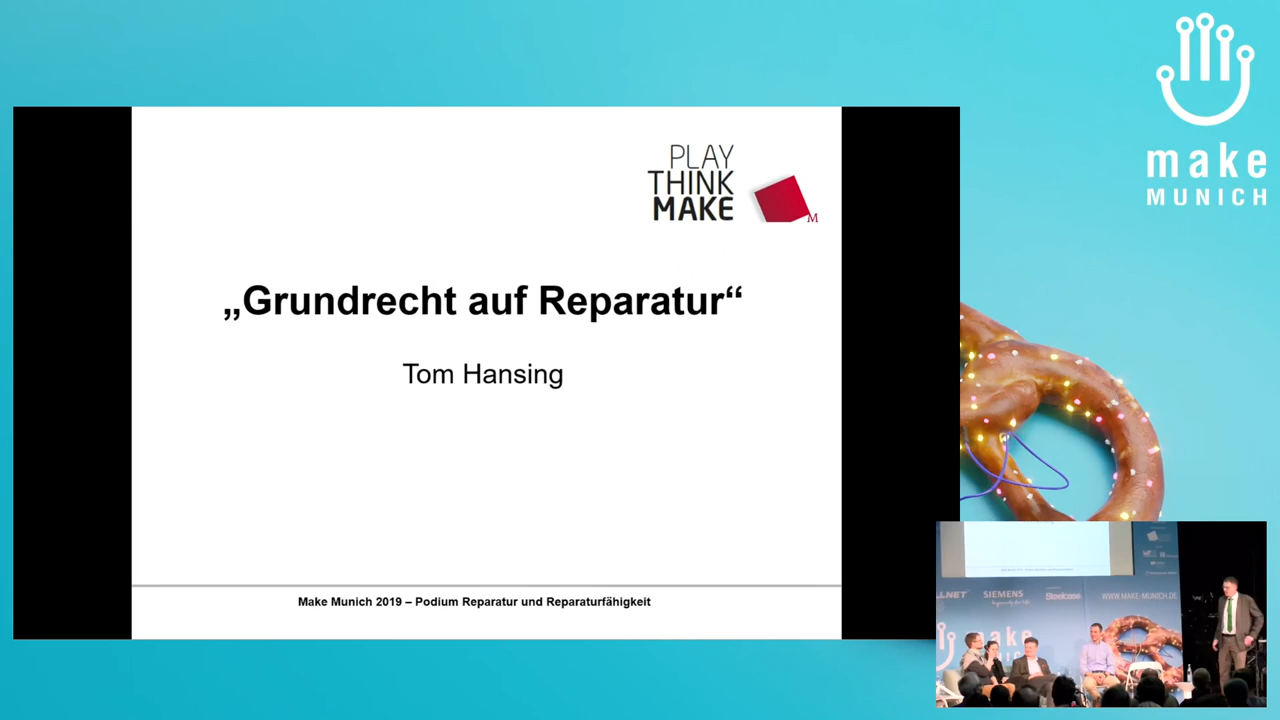 make
MUNICH
PLAY
THINK
MAKE
M
„Grundrecht auf Reparatur“
Tom Hansing
Make Munich 2019 – Podium Reparatur und Reparaturfähigkeit
SIEMENS
Steelcase
WWW.MAKE-MUNICH.DE
make